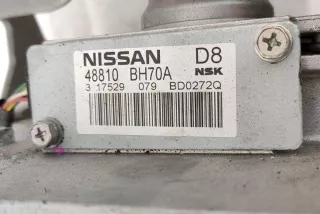 NISSAN D8
48810 BH70A NSK
3 17529 079 BD0272Q